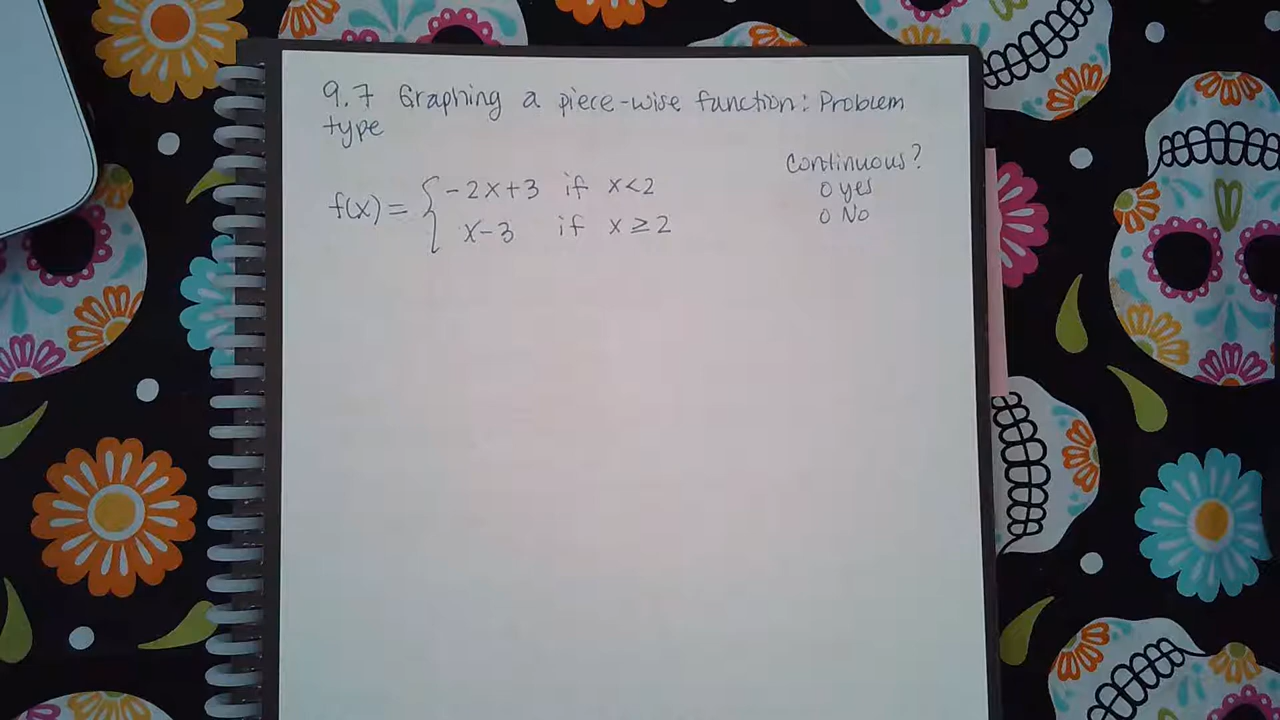 9.7 Graphing a piece-wise function: Problem
type
Continuous?
o yes
o No
f(x) = { -2x+3 if x<2
x-3 if x ≥ 2